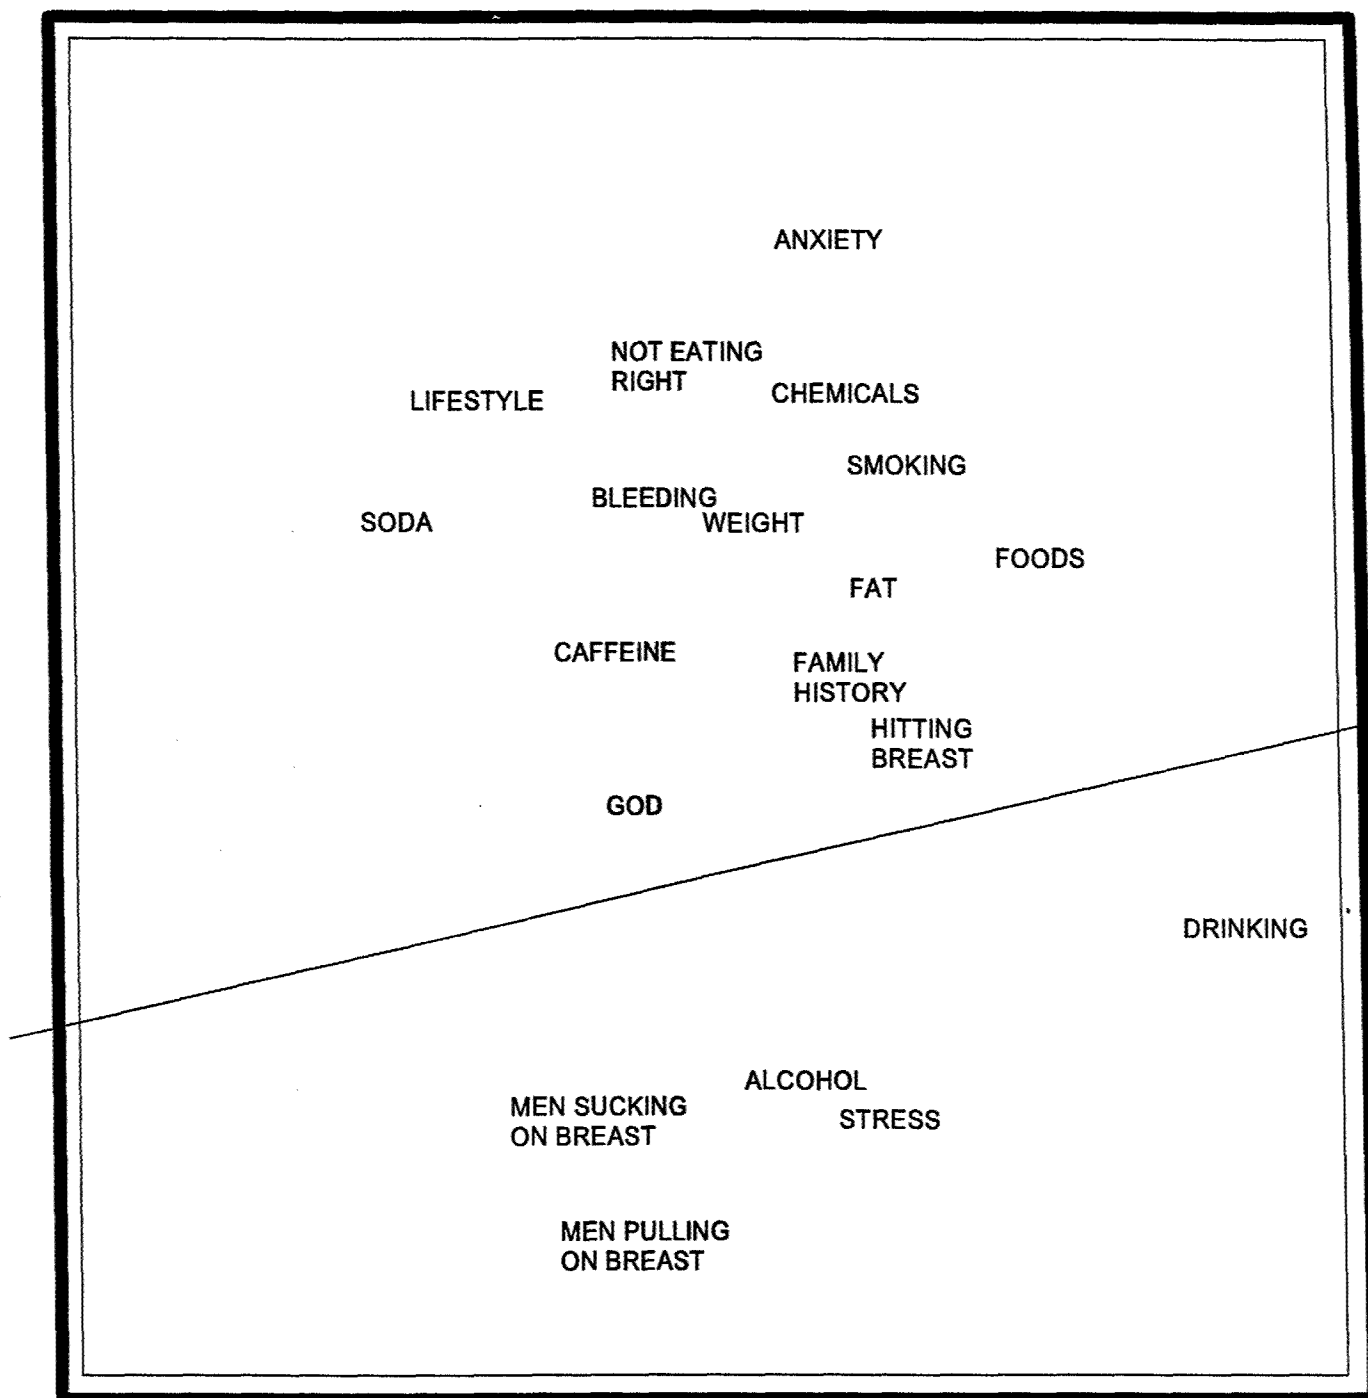 ANXIETY
NOT EATING
RIGHT
CHEMICALS
LIFESTYLE
SMOKING
BLEEDING
WEIGHT
SODA
FOODS
FAT
CAFFEINE
FAMILY
HISTORY
HITTING
BREAST
GOD
DRINKING
ALCOHOL
MEN SUCKING
ON BREAST
STRESS
MEN PULLING
ON BREAST